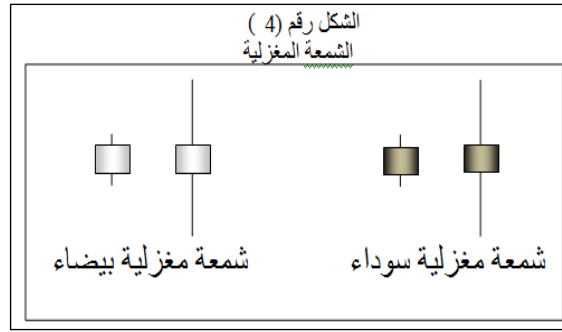 الشكل رقم (4 )
الشمعة المغزلية
شمعة مغزلية سوداء
شمعة مغزلية بيضاء